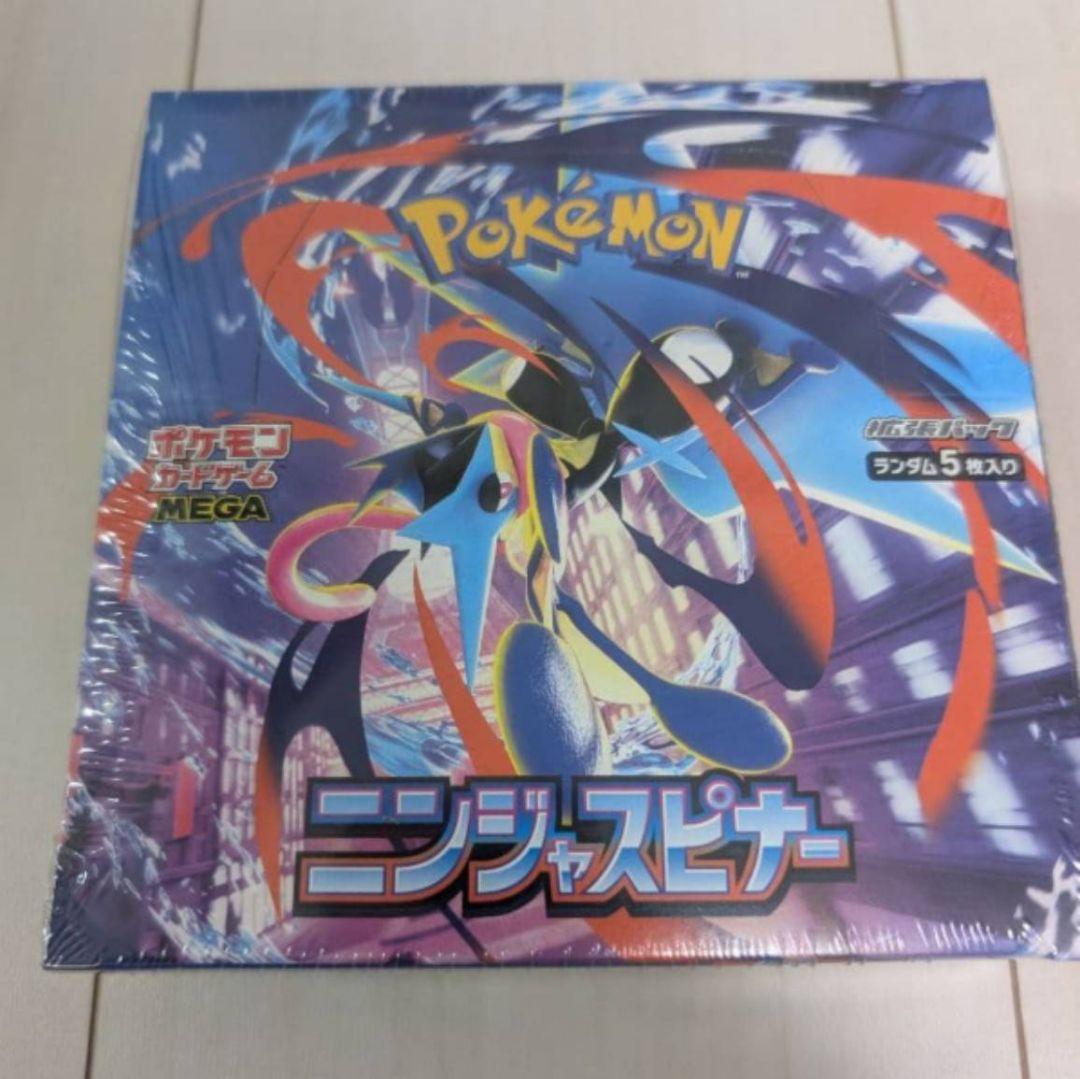 POKéMON
TM
ポケモン
カードゲーム
MEGA
拡張パック
ランダム5枚入り
ニンジャスピナー